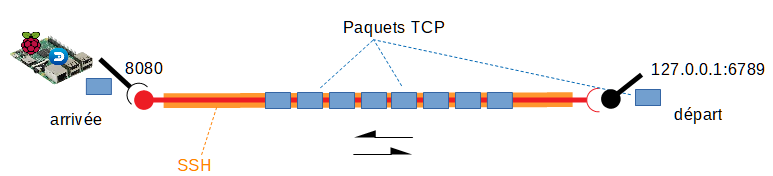 Paquets TCP
8080
127.0.0.1:6789
arrivée
départ
SSH